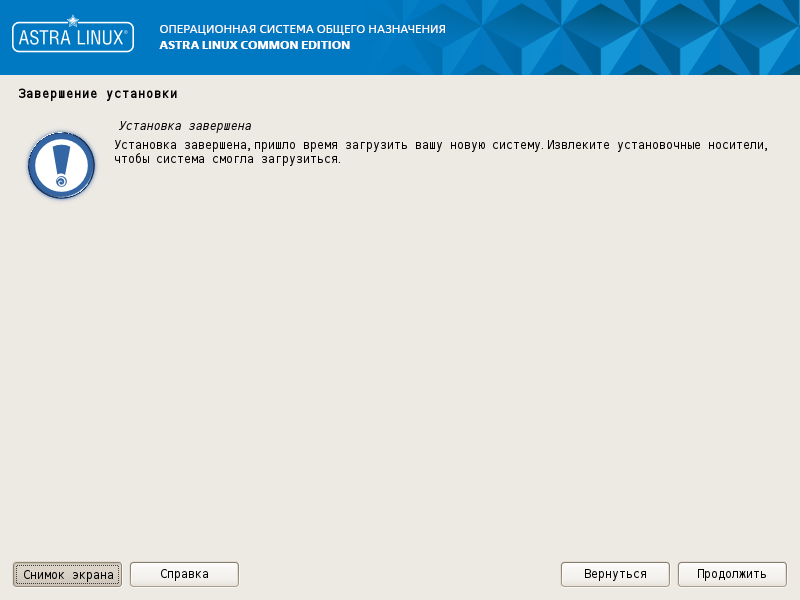 ASTRA LINUX®
ОПЕРАЦИОННАЯ СИСТЕМА ОБЩЕГО НАЗНАЧЕНИЯ
ASTRA LINUX COMMON EDITION
Завершение установки
Установка завершена
Установка завершена, пришло время загрузить вашу новую систему. Извлеките установочные носители,
чтобы система смогла загрузиться.
Снимок экрана
Справка
Вернуться
Продолжить